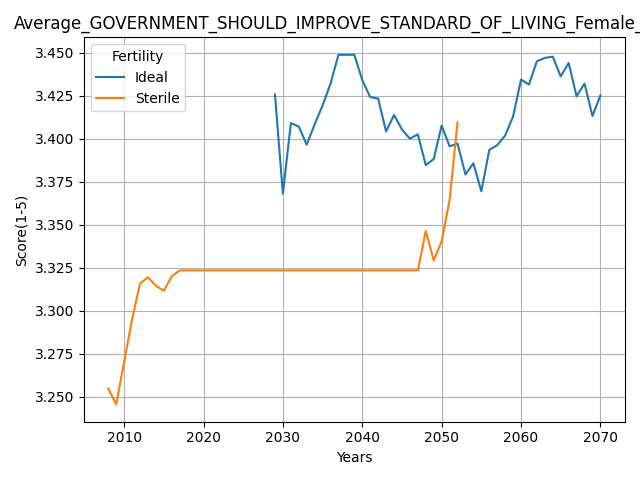 Average_GOVERNMENT_SHOULD_IMPROVE_STANDARD_OF_LIVING_Female_
Fertility
Ideal
Sterile
3.450
3.425
3.400
3.375
3.350
3.325
3.300
3.275
3.250
Score(1-5)
2010 2020 2030 2040 2050 2060 2070
Years